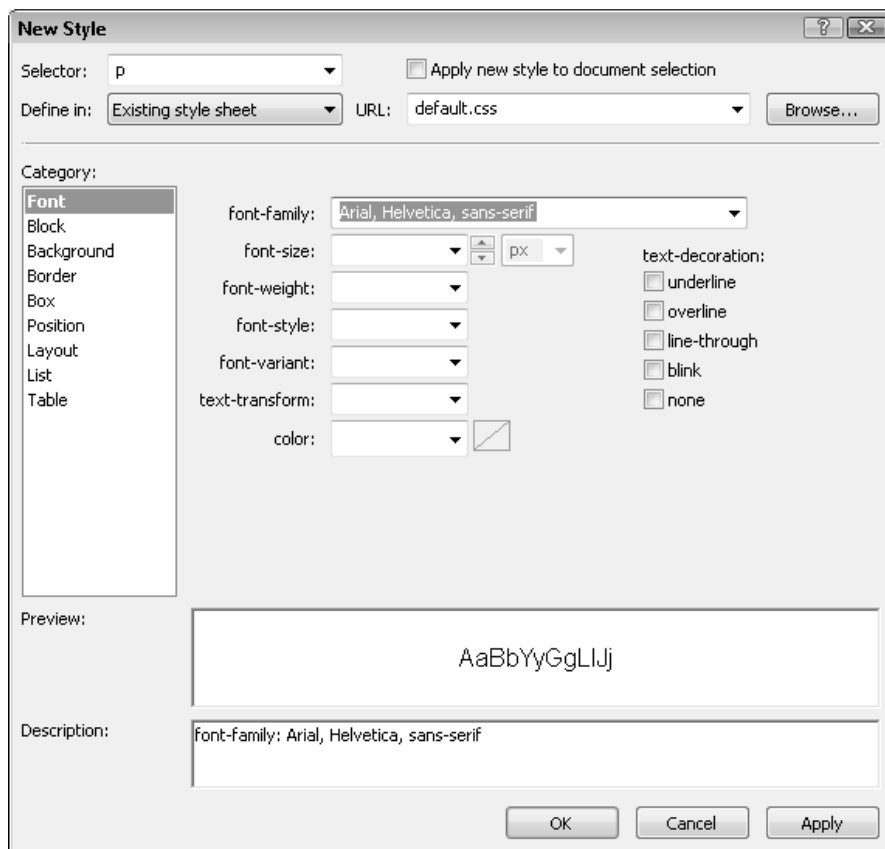 New Style
Selector: p Apply new style to document selection
Define in: Existing style sheet URL: default.css Browse...
Category:
Font
Block
Background
Border
Box
Position
Layout
List
Table
font-family: Arial, Helvetica, sans-serif
font-size: px
font-weight:
font-style:
font-variant:
text-transform:
color:
text-decoration:
underline
overline
line-through
blink
none
Preview:
AaBbYyGgLlJj
Description:
font-family: Arial, Helvetica, sans-serif
OK Cancel Apply